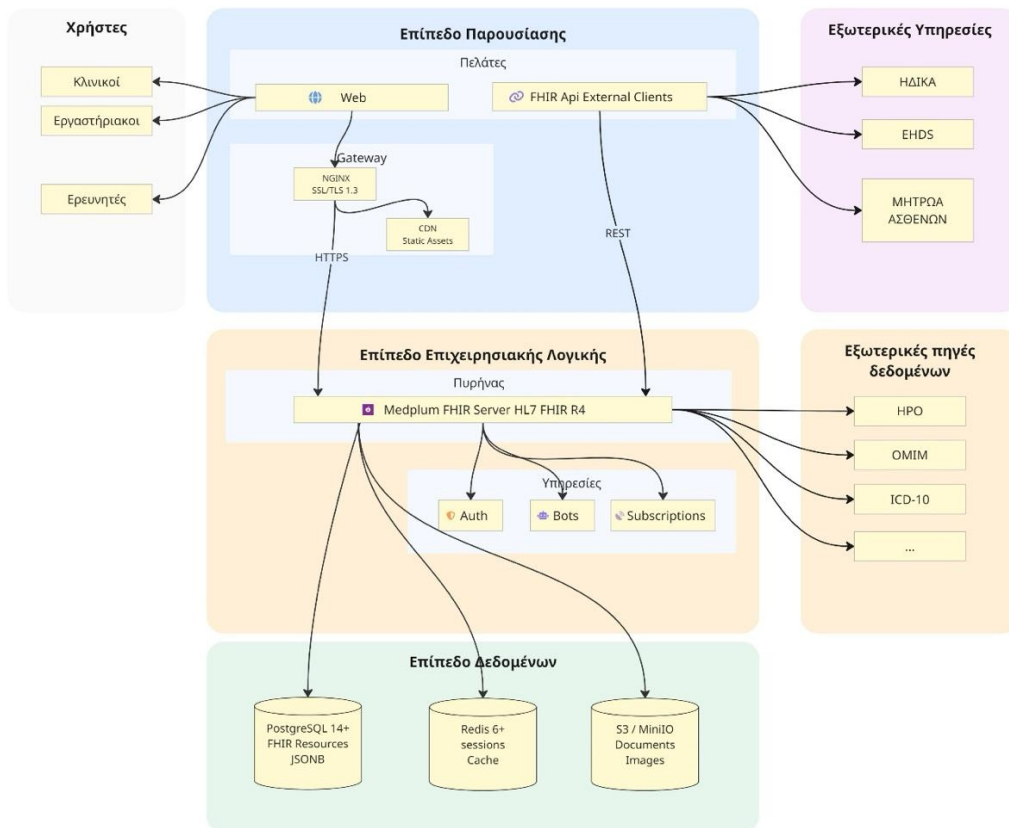 Χρήστες
Κλινικοί
Εργαστήριακοι
Ερευνητές
Επίπεδο Παρουσίασης
Πελάτες
Web
FHIR Api External Clients
Gateway
NGINX
SSL/TLS 1.3
CDN
Static Assets
HTTPS
REST
Εξωτερικές Υπηρεσίες
ΗΔΙΚΑ
EHDS
ΜΗΤΡΩΑ
ΑΣΘΕΝΩΝ
Επίπεδο Επιχειρησιακής Λογικής
Πυρήνας
Medplum FHIR Server HL7 FHIR R4
Υπηρεσίες
Auth
Bots
Subscriptions
Εξωτερικές πηγές
δεδομένων
HPO
OMIM
ICD-10
...
Επίπεδο Δεδομένων
PostgreSQL 14+
FHIR Resources
JSONB
Redis 6+
sessions
Cache
S3 / MiniIO
Documents
Images